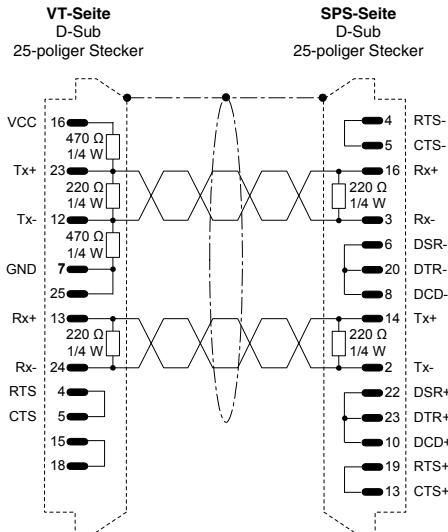 VT-Seite
D-Sub
25-poliger Stecker
SPS-Seite
D-Sub
25-poliger Stecker
VCC 16
470 Ω
1/4 W
Tx+ 23
220 Ω
1/4 W
Tx- 12
470 Ω
1/4 W
GND 7
25
Rx+ 13
220 Ω
1/4 W
Rx- 24
RTS 4
CTS 5
15
18
4 RTS-
5 CTS-
16 Rx+
220 Ω
1/4 W
3 Rx-
6 DSR-
20 DTR-
8 DCD-
14 Tx+
220 Ω
1/4 W
2 Tx-
22 DSR+
23 DTR+
10 DCD+
19 RTS+
13 CTS+